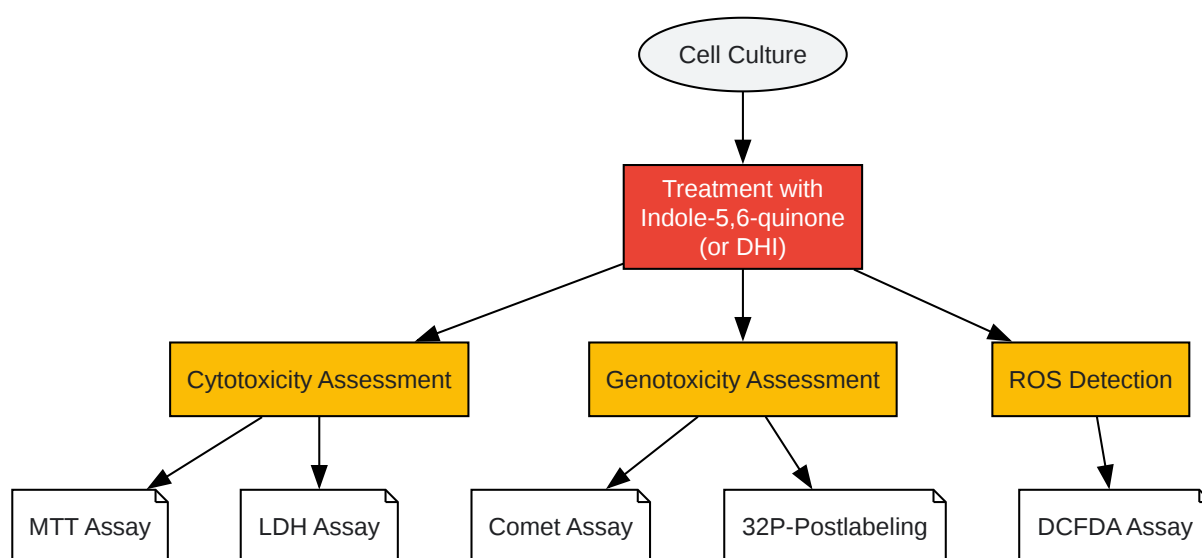 Cell Culture
Treatment with
Indole-5,6-quinone
(or DHI)
Cytotoxicity Assessment
Genotoxicity Assessment
ROS Detection
MTT Assay
LDH Assay
Comet Assay
32P-Postlabeling
DCFDA Assay